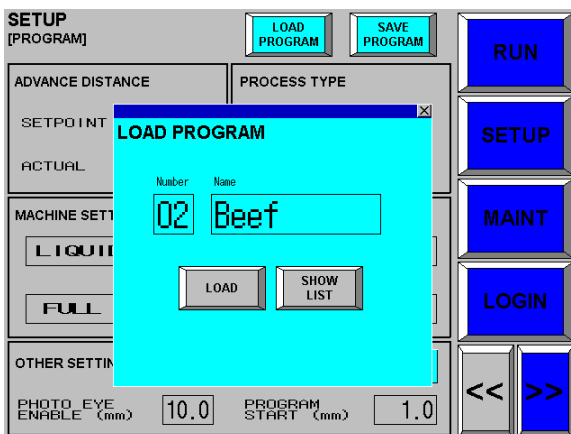 SETUP
[PROGRAM]
LOAD
PROGRAM
SAVE
PROGRAM
RUN
ADVANCE DISTANCE
PROCESS TYPE
SETPOINT
ACTUAL
LOAD PROGRAM
Number
Name
02
Beef
LOAD
SHOW
LIST
SETUP
MACHINE SETT
LIQUID
FULL
MAINT
LOGIN
OTHER SETTIN
PHOTO EYE
ENABLE (mm)
10.0
PROGRAM
START (mm)
1.0
<<
>>